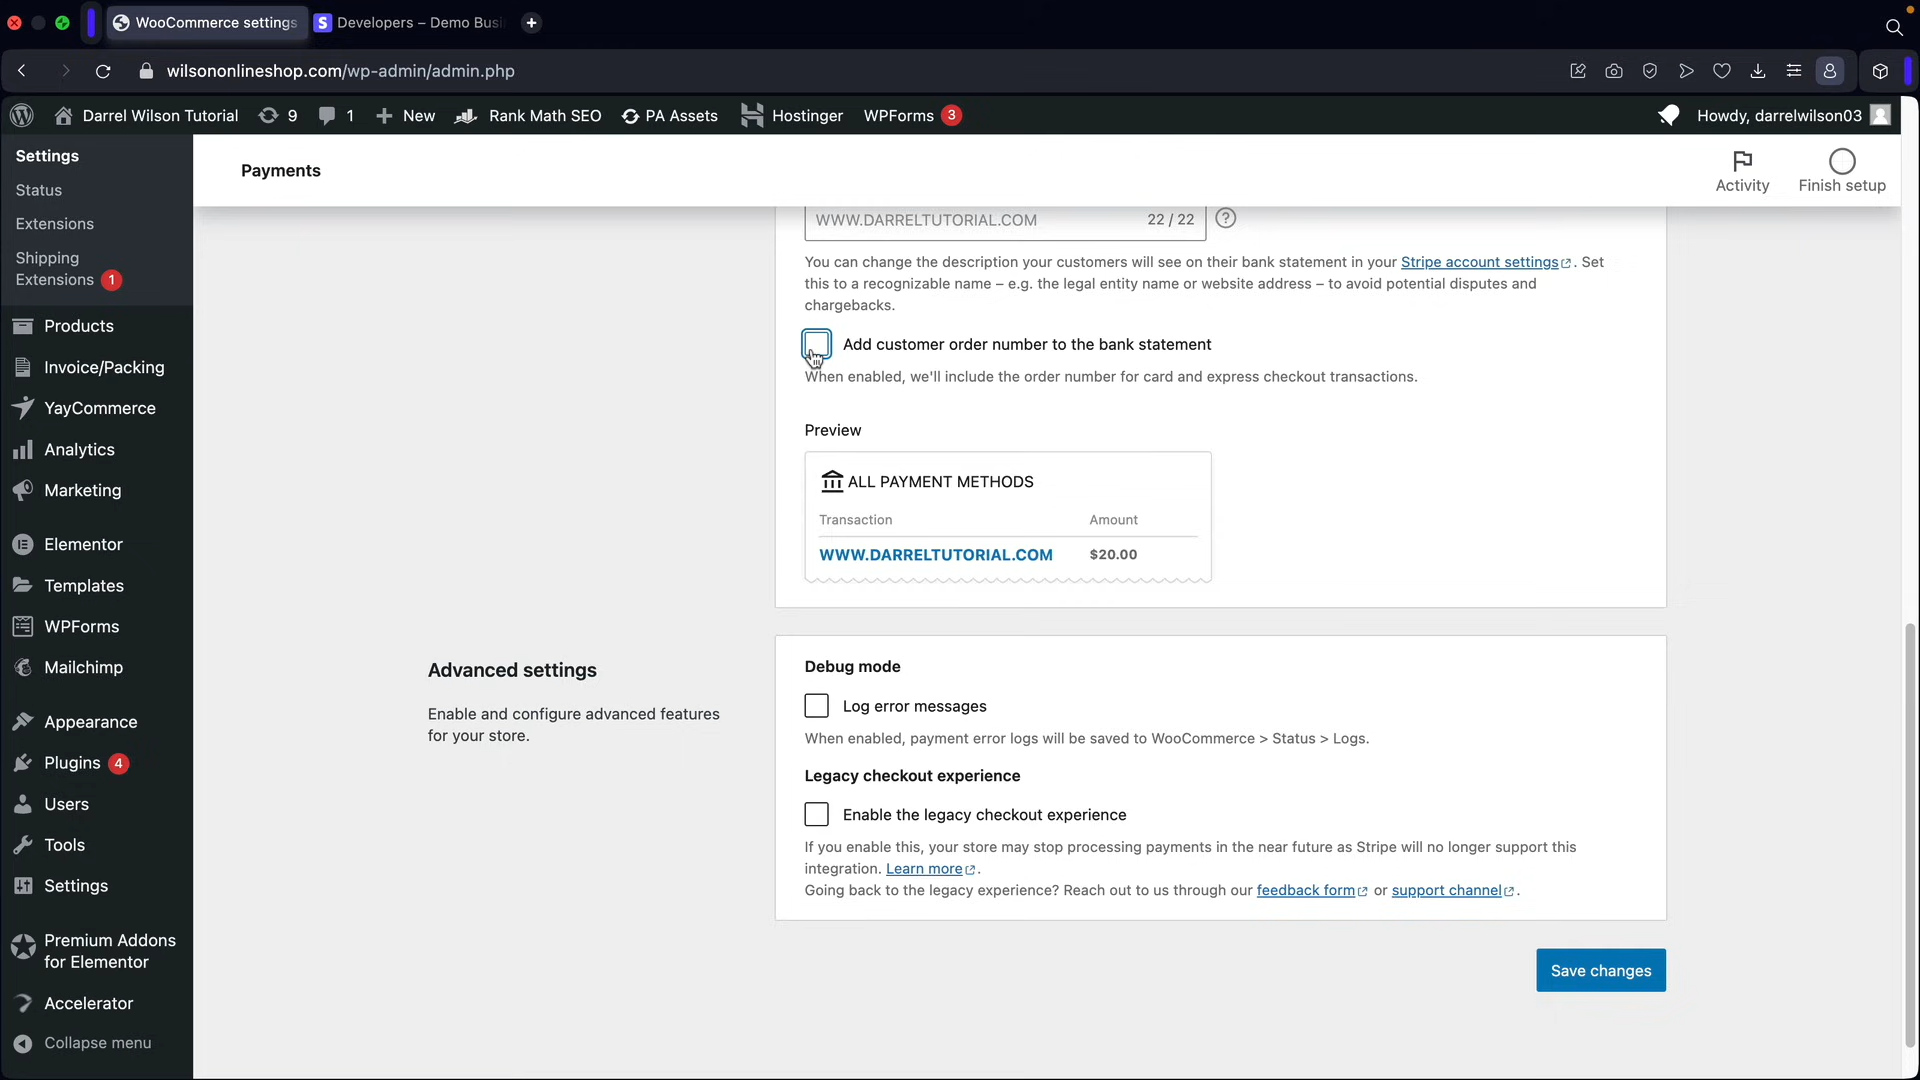 WooCommerce settings
S Developers – Demo Busi
wilsononlineshop.com/wp-admin/admin.php
Darrel Wilson Tutorial 9 1 New Rank Math SEO PA Assets Hostinger WPForms 3 Howdy, darrelwilson03
Settings
Status
Extensions
Shipping
Extensions 1
Products
Invoice/Packing
YayCommerce
Analytics
Marketing
Elementor
Templates
WPForms
Mailchimp
Appearance
Plugins 4
Users
Tools
Settings
Premium Addons
for Elementor
Accelerator
Collapse menu
Payments
Activity
Finish setup
WWW.DARRELTUTORIAL.COM 22 / 22 ?
You can change the description your customers will see on their bank statement in your Stripe account settings. Set
this to a recognizable name – e.g. the legal entity name or website address – to avoid potential disputes and
chargebacks.
Add customer order number to the bank statement
When enabled, we'll include the order number for card and express checkout transactions.
Preview
ALL PAYMENT METHODS
Transaction Amount
WWW.DARRELTUTORIAL.COM $20.00
Advanced settings
Enable and configure advanced features
for your store.
Debug mode
Log error messages
When enabled, payment error logs will be saved to WooCommerce > Status > Logs.
Legacy checkout experience
Enable the legacy checkout experience
If you enable this, your store may stop processing payments in the near future as Stripe will no longer support this
integration. Learn more.
Going back to the legacy experience? Reach out to us through our feedback form or support channel.
Save changes